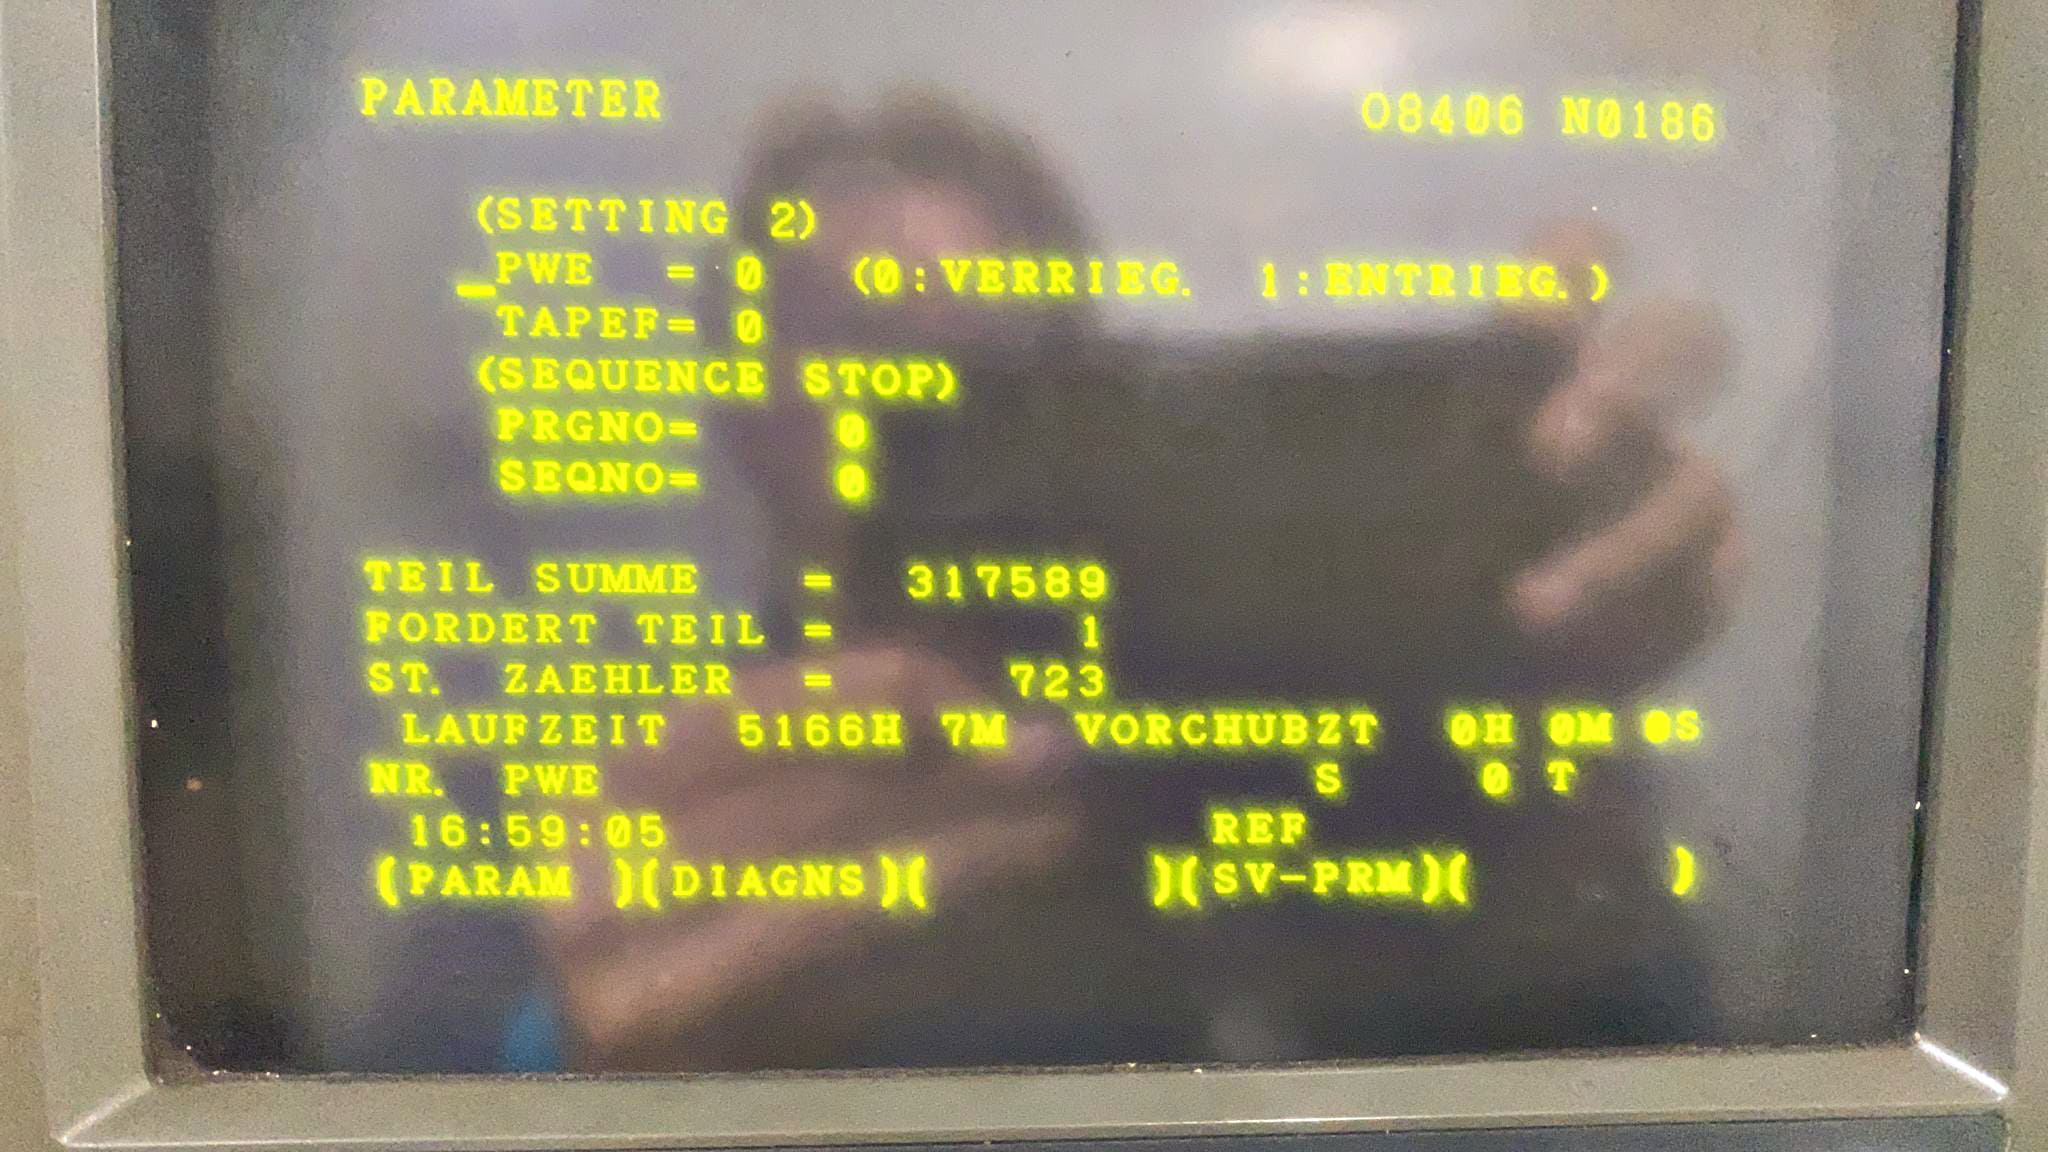 PARAMETER O8406 N0186
(SETTING 2)
_PWE = 0 (0:VERRIEG. 1:ENTRIEG.)
TAPEF= 0
(SEQUENCE STOP)
PRGNO= 0
SEQNO= 0
TEIL SUMME = 317589
FORDERT TEIL = 1
ST. ZAEHLER = 723
LAUFZEIT 5166H 7M VORCHUBZT 0H 0M 0S
NR. PWE S 0 T
16:59:05 REF
(PARAM )(DIAGNS)( )(SV-PRM)( )